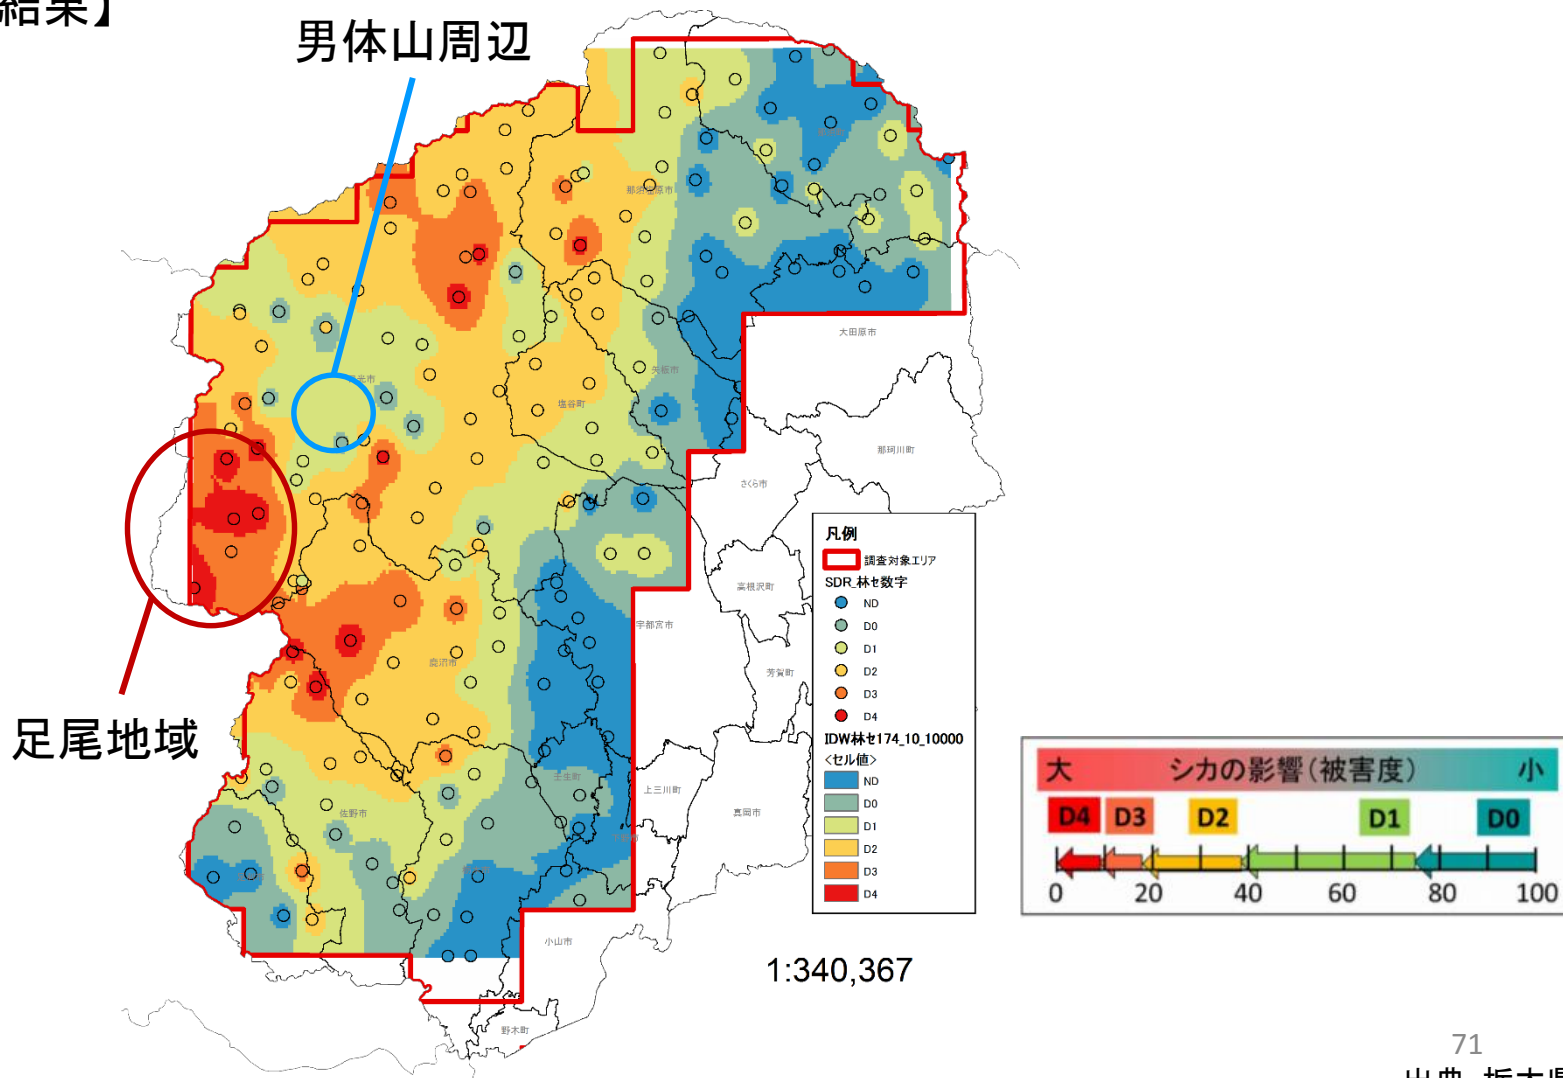 結果】
男体山周辺
足尾地域
那須塩原市
大田原市
矢板市
塩谷町
那珂川町
さくら市
高根沢町
宇都宮市
芳賀町
鹿沼市
壬生町
上三川町
真岡市
佐野市
小山市
野木町
凡例
調査対象エリア
SDR_林セ数字
ND
D0
D1
D2
D3
D4
IDW林セ174_10_10000
<セル値>
ND
D0
D1
D2
D3
D4
1:340,367
大 シカの影響(被害度) 小
D4 D3 D2 D1 D0
0 20 40 60 80 100
71